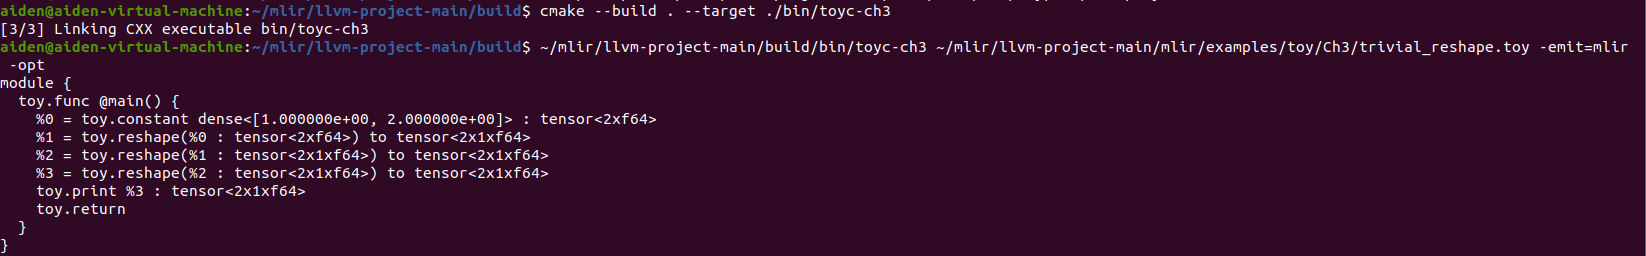 aiden@aiden-virtual-machine:~/mlir/llvm-project-main/build$ cmake --build . --target ./bin/toyc-ch3
[3/3] Linking CXX executable bin/toyc-ch3
aiden@aiden-virtual-machine:~/mlir/llvm-project-main/build$ ~/mlir/llvm-project-main/build/bin/toyc-ch3 ~/mlir/llvm-project-main/mlir/examples/toy/Ch3/trivial_reshape.toy -emit=mlir
 -opt
module {
  toy.func @main() {
    %0 = toy.constant dense<[1.000000e+00, 2.000000e+00]> : tensor<2xf64>
    %1 = toy.reshape(%0 : tensor<2xf64>) to tensor<2x1xf64>
    %2 = toy.reshape(%1 : tensor<2x1xf64>) to tensor<2x1xf64>
    %3 = toy.reshape(%2 : tensor<2x1xf64>) to tensor<2x1xf64>
    toy.print %3 : tensor<2x1xf64>
    toy.return
  }
}